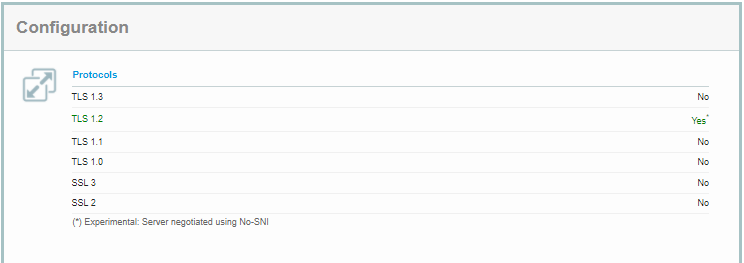 Configuration
Protocols
TLS 1.3 No
TLS 1.2 Yes*
TLS 1.1 No
TLS 1.0 No
SSL 3 No
SSL 2 No
(*) Experimental: Server negotiated using No-SNI